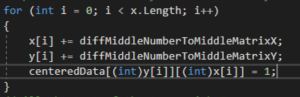 for (int i = 0; i < x.Length; i++)
{
x[i] += diffMiddleNumberToMiddleMatrixX;
y[i] += diffMiddleNumberToMiddleMatrixY;
centeredData[(int)y[i]][(int)x[i]] = 1;
}